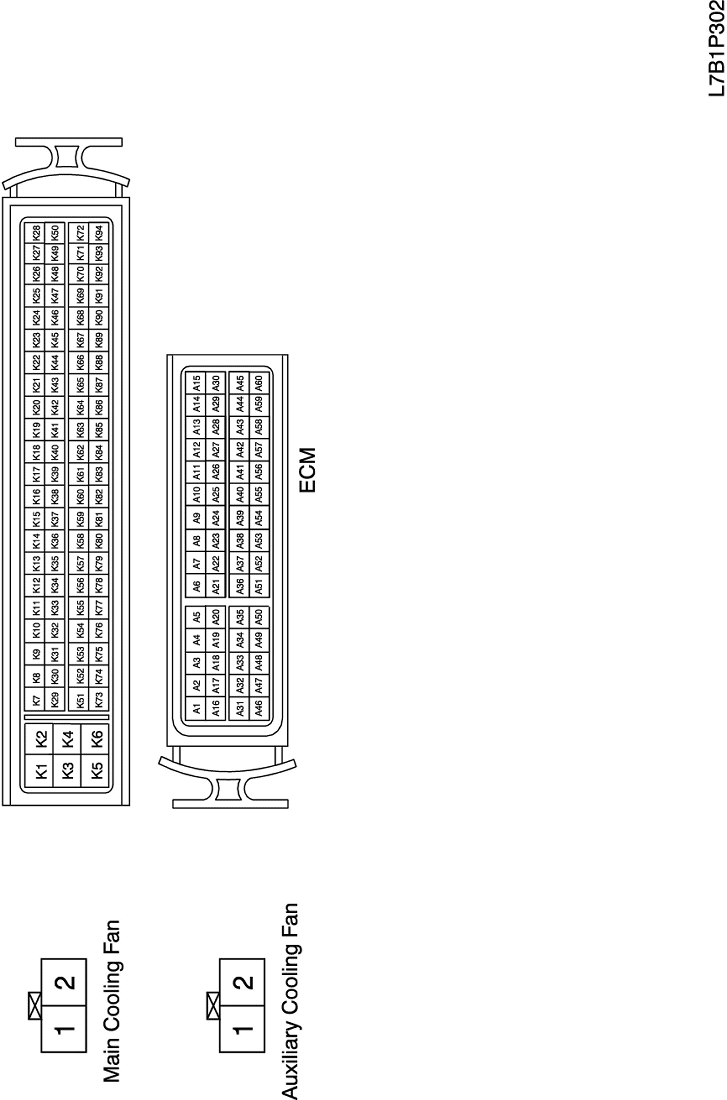 1 2
Main Cooling Fan
K1 K2
K3 K4
K5 K6
K7 K8 K9 K10 K11 K12 K13 K14 K15 K16 K17 K18 K19 K20 K21 K22 K23 K24 K25 K26 K27 K28
K29 K30 K31 K32 K33 K34 K35 K36 K37 K38 K39 K40 K41 K42 K43 K44 K45 K46 K47 K48 K49 K50
K51 K52 K53 K54 K55 K56 K57 K58 K59 K60 K61 K62 K63 K64 K65 K66 K67 K68 K69 K70 K71 K72
K73 K74 K75 K76 K77 K78 K79 K80 K81 K82 K83 K84 K85 K86 K87 K88 K89 K90 K91 K92 K93 K94
1 2
Auxiliary Cooling Fan
A1 A2 A3 A4 A5 A6 A7 A8 A9 A10 A11 A12 A13 A14 A15
A16 A17 A18 A19 A20 A21 A22 A23 A24 A25 A26 A27 A28 A29 A30
A31 A32 A33 A34 A35 A36 A37 A38 A39 A40 A41 A42 A43 A44 A45
A46 A47 A48 A49 A50 A51 A52 A53 A54 A55 A56 A57 A58 A59 A60
ECM
L7B1P302